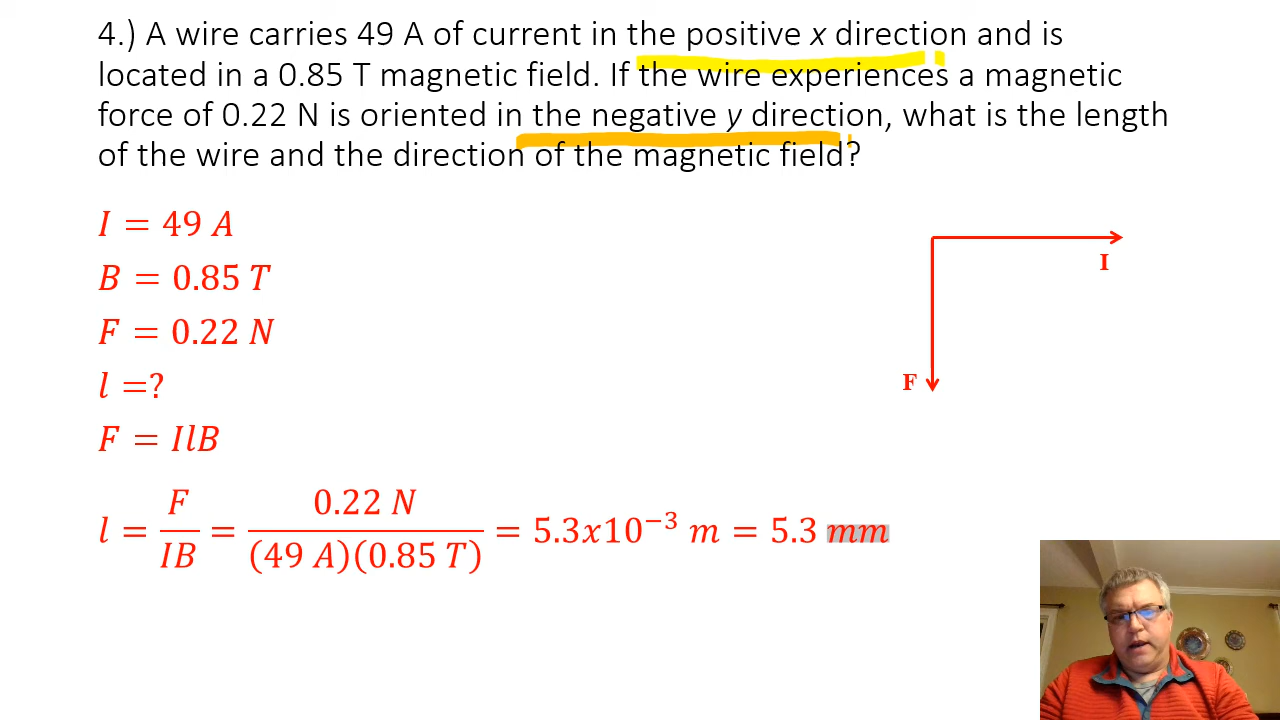 4.) A wire carries 49 A of current in the positive x direction and is
located in a 0.85 T magnetic field. If the wire experiences a magnetic
force of 0.22 N is oriented in the negative y direction, what is the length
of the wire and the direction of the magnetic field?
I = 49 A
B = 0.85 T
F = 0.22 N
l =?
F = IlB
l = F/IB = 0.22 N/(49 A)(0.85 T) = 5.3x10⁻³ m = 5.3 mm
I
F